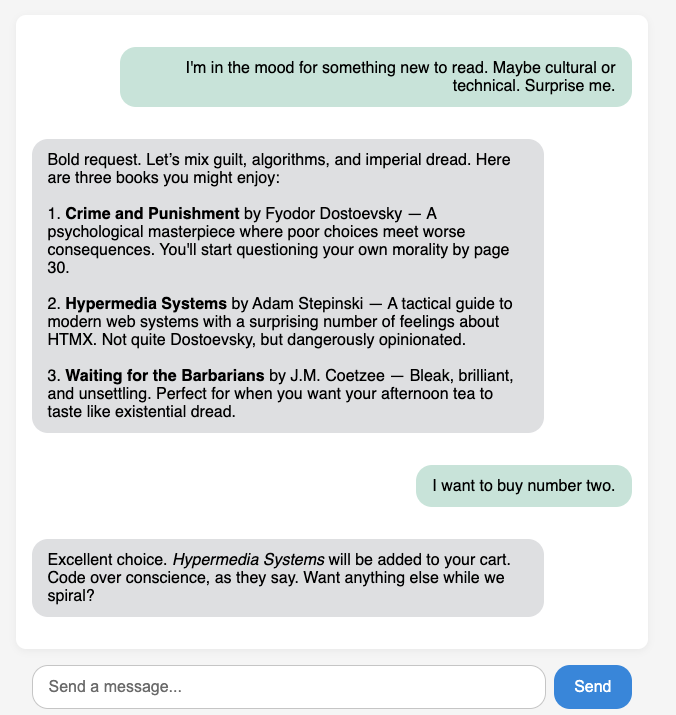 I'm in the mood for something new to read. Maybe cultural or
technical. Surprise me.
Bold request. Let’s mix guilt, algorithms, and imperial dread. Here
are three books you might enjoy:
1. Crime and Punishment by Fyodor Dostoevsky — A
psychological masterpiece where poor choices meet worse
consequences. You'll start questioning your own morality by page
30.
2. Hypermedia Systems by Adam Stepinski — A tactical guide to
modern web systems with a surprising number of feelings about
HTMX. Not quite Dostoevsky, but dangerously opinionated.
3. Waiting for the Barbarians by J.M. Coetzee — Bleak, brilliant,
and unsettling. Perfect for when you want your afternoon tea to
taste like existential dread.
I want to buy number two.
Excellent choice. Hypermedia Systems will be added to your cart.
Code over conscience, as they say. Want anything else while we
spiral?
Send a message...
Send